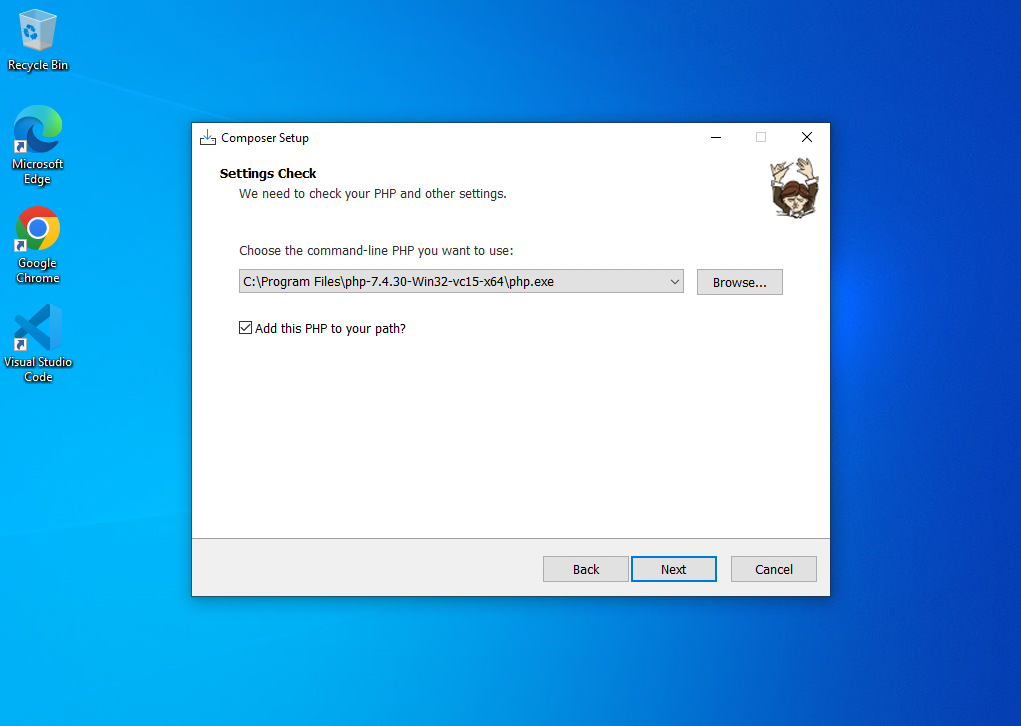 Recycle Bin
Microsoft
Edge
Google
Chrome
Visual Studio
Code
Composer Setup
Settings Check
We need to check your PHP and other settings.
Choose the command-line PHP you want to use:
C:\Program Files\php-7.4.30-Win32-vc15-x64\php.exe
Browse...
Add this PHP to your path?
Back
Next
Cancel